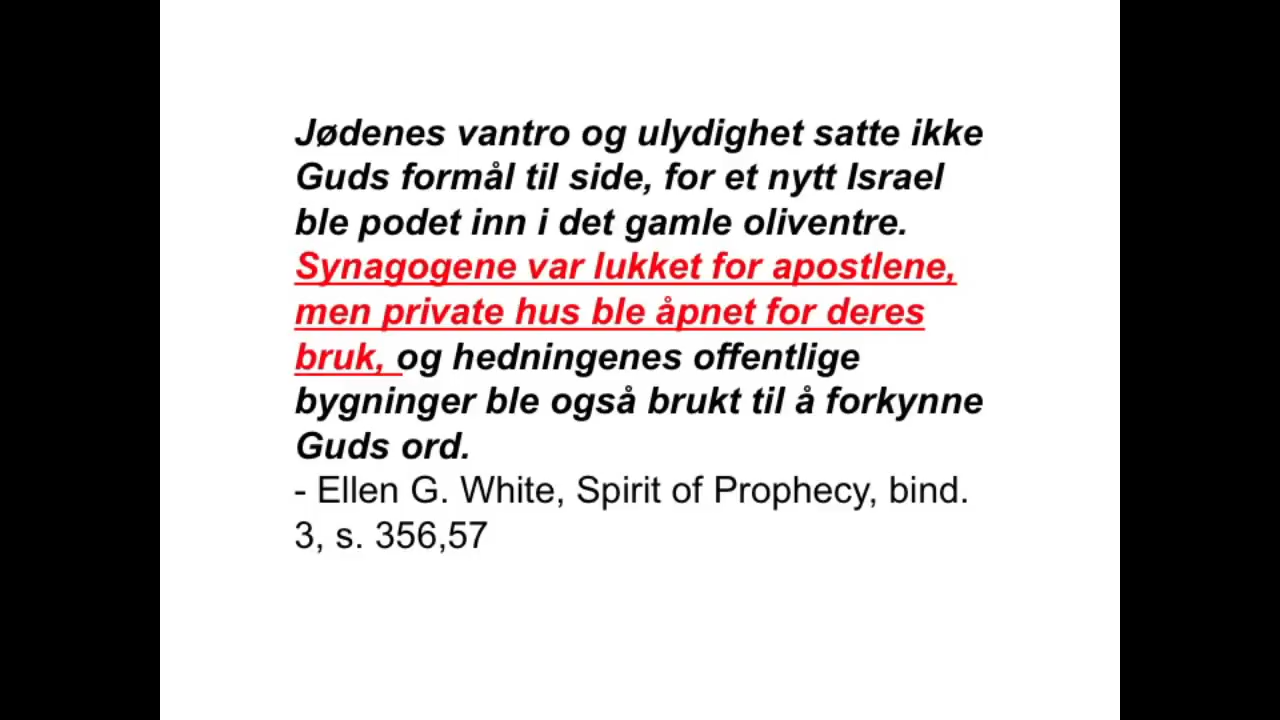 Jødenes vantro og ulydighet satte ikke
Guds formål til side, for et nytt Israel
ble podet inn i det gamle oliventre.
Synagogene var lukket for apostlene,
men private hus ble åpnet for deres
bruk, og hedningenes offentlige
bygninger ble også brukt til å forkynne
Guds ord.
- Ellen G. White, Spirit of Prophecy, bind.
3, s. 356,57